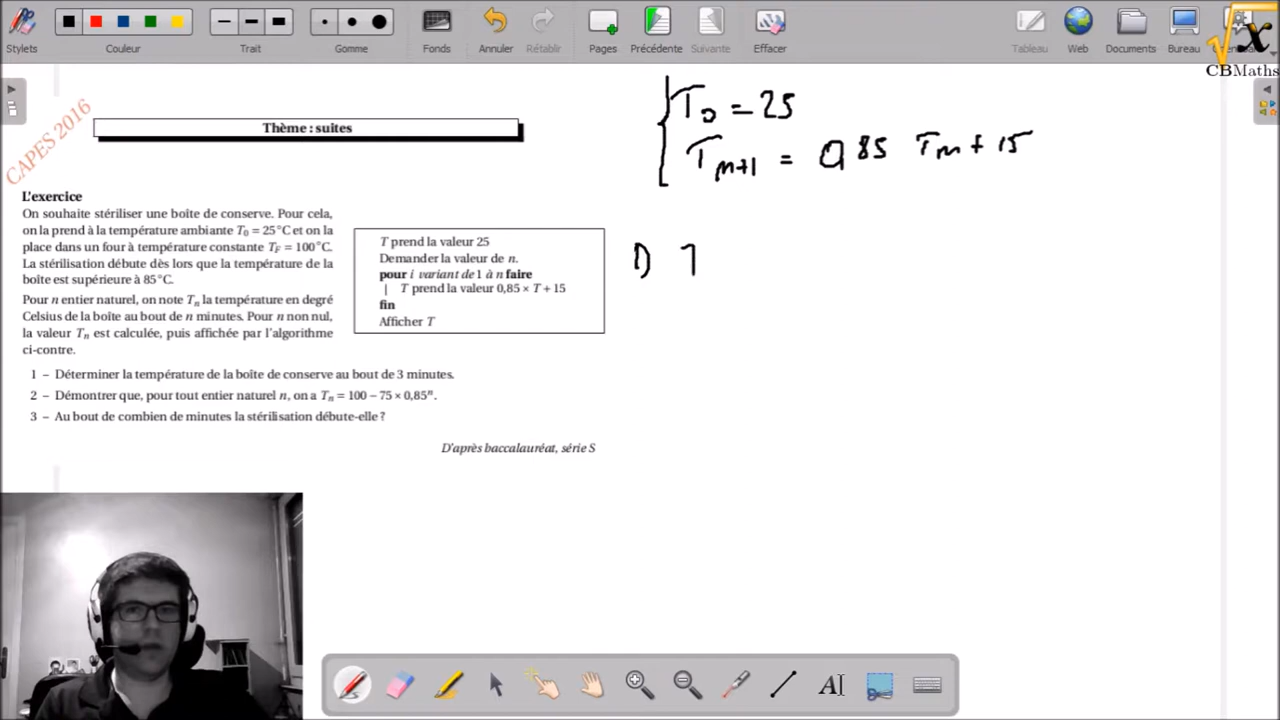 Stylets
Couleur
Trait
Gomme
Fonds
Annuler
Rétablir
Pages
Précédente
Suivante
Effacer
Tableau
Web
Documents
Bureau
CBMaths
CAPES 2016
Thème : suites
L'exercice
On souhaite stériliser une boîte de conserve. Pour cela,
on la prend à la température ambiante T₀ = 25°C et on la
place dans un four à température constante T_F = 100°C.
La stérilisation débute dès lors que la température de la
boîte est supérieure à 85°C.
Pour n entier naturel, on note Tₙ la température en degré
Celsius de la boîte au bout de n minutes. Pour n non nul,
la valeur Tₙ est calculée, puis affichée par l'algorithme
ci-contre.
T prend la valeur 25
Demander la valeur de n.
pour i variant de 1 à n faire
| T prend la valeur 0,85 × T + 15
fin
Afficher T
1 – Déterminer la température de la boîte de conserve au bout de 3 minutes.
2 – Démontrer que, pour tout entier naturel n, on a Tₙ = 100 − 75 × 0,85ⁿ.
3 – Au bout de combien de minutes la stérilisation débute-elle ?
D'après baccalauréat, série S
T₀ = 25
Tₙ₊₁ = 0,85 Tₙ + 15
1) T